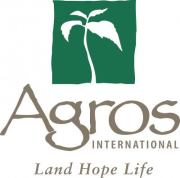 Agros
INTERNATIONAL
Land Hope Life